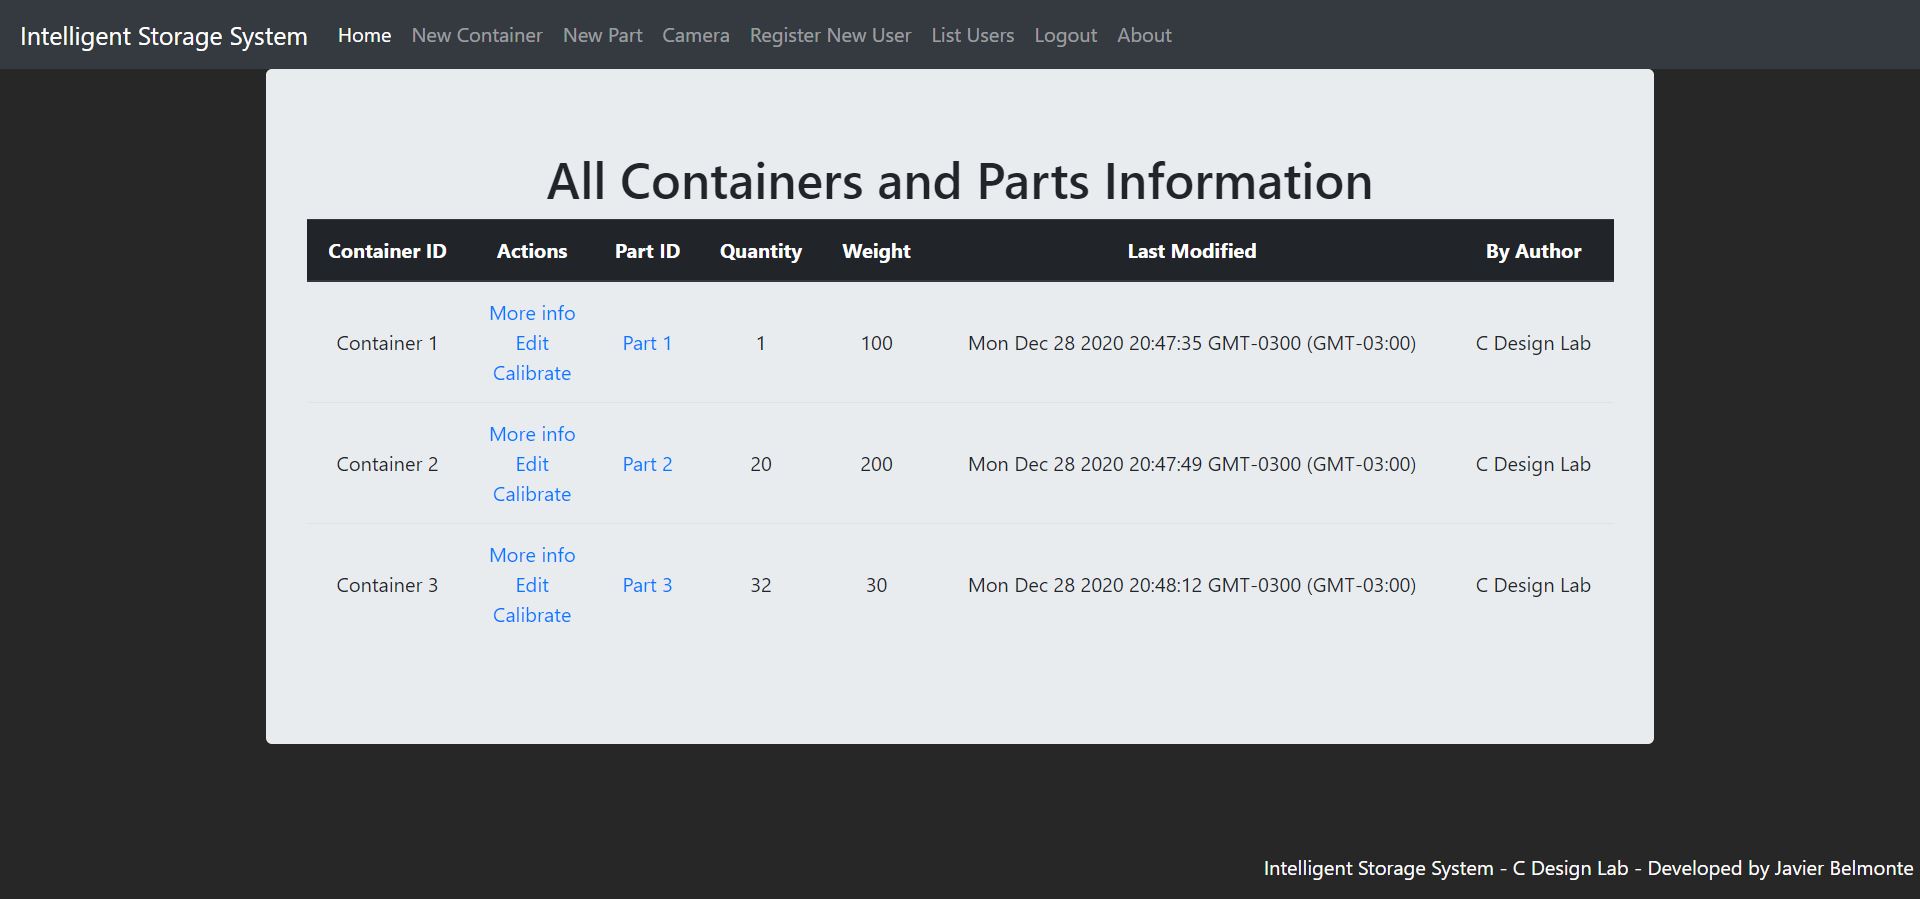 Intelligent Storage System Home New Container New Part Camera Register New User List Users Logout About
All Containers and Parts Information
Container ID Actions Part ID Quantity Weight Last Modified By Author
More info
Container 1 Edit Part 1 1 100 Mon Dec 28 2020 20:47:35 GMT-0300 (GMT-03:00) C Design Lab
Calibrate
More info
Container 2 Edit Part 2 20 200 Mon Dec 28 2020 20:47:49 GMT-0300 (GMT-03:00) C Design Lab
Calibrate
More info
Container 3 Edit Part 3 32 30 Mon Dec 28 2020 20:48:12 GMT-0300 (GMT-03:00) C Design Lab
Calibrate
Intelligent Storage System - C Design Lab - Developed by Javier Belmonte